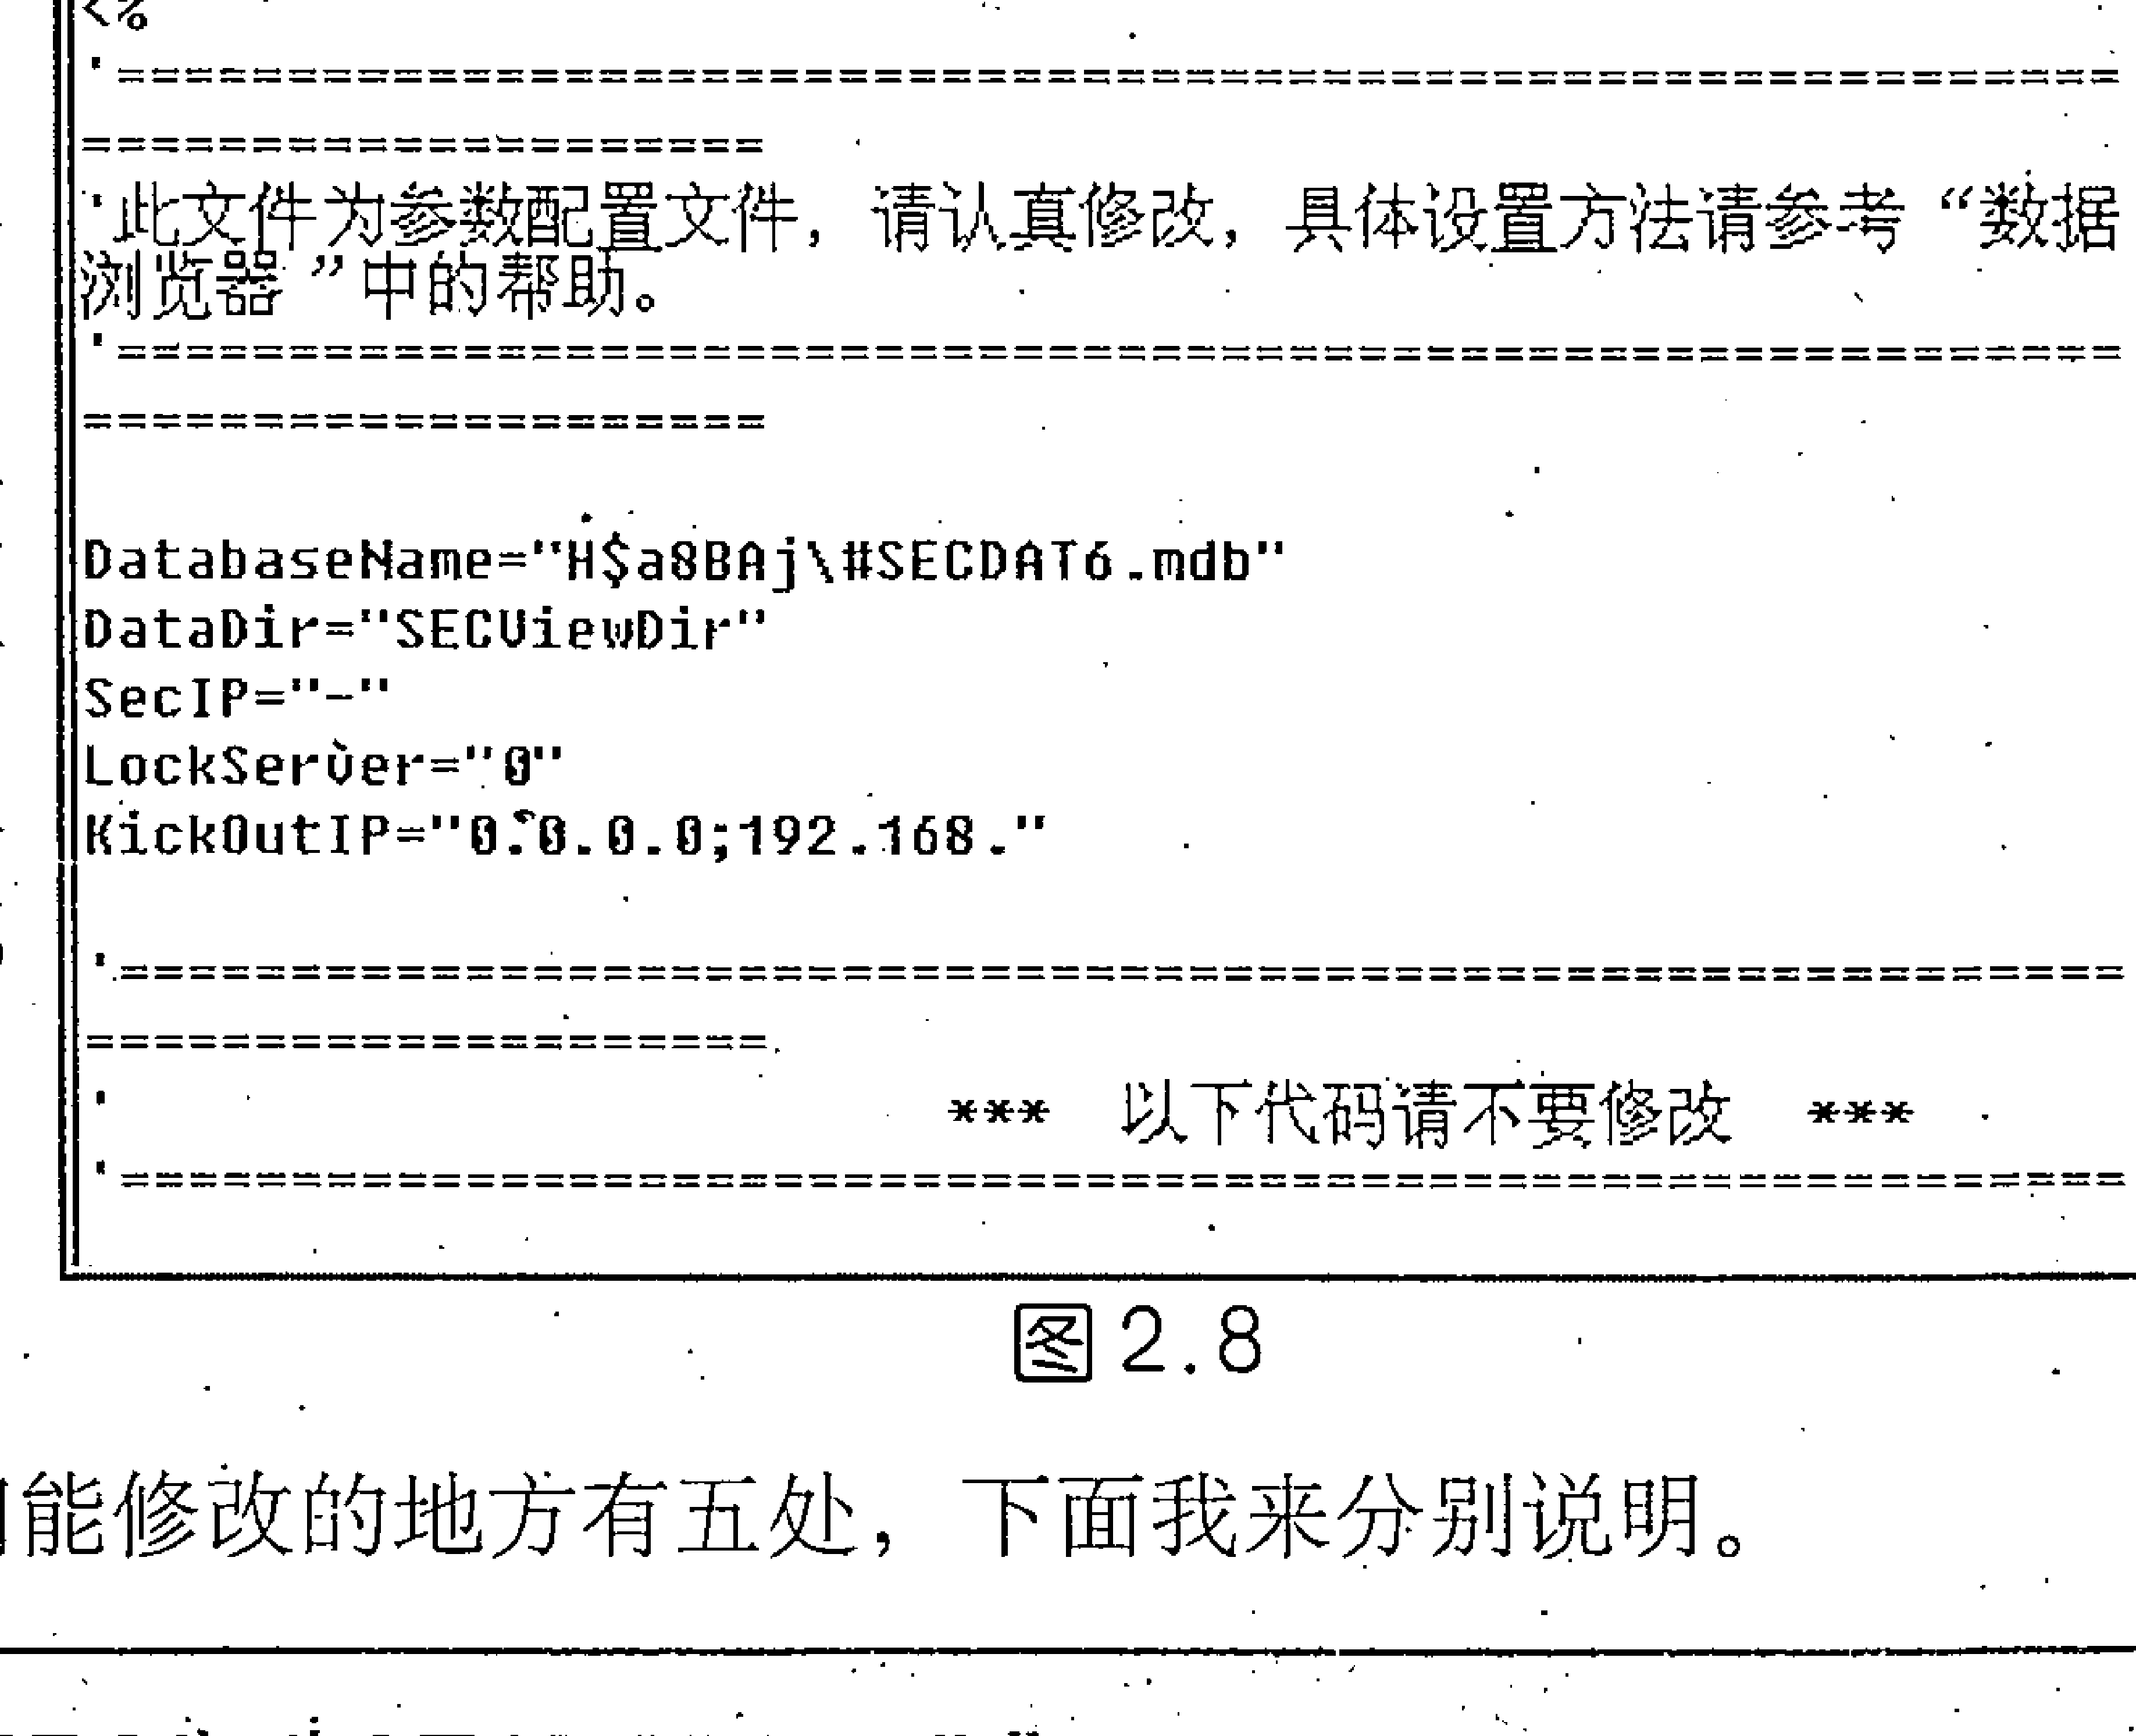 <%
'==========================================================
====================
'此文件为参数配置文件，请认真修改，具体设置方法请参考“数据
浏览器”中的帮助。
'==========================================================
====================
DatabaseName="H$a8BAj\#SECDAT6.mdb"
DataDir="SECViewDir"
SecIP="-"
LockServer="0"
KickOutIP="0.0.0.0;192.168."
'==========================================================
====================
' *** 以下代码请不要修改 ***
'==========================================================
图2.8
能修改的地方有五处，下面我来分别说明。